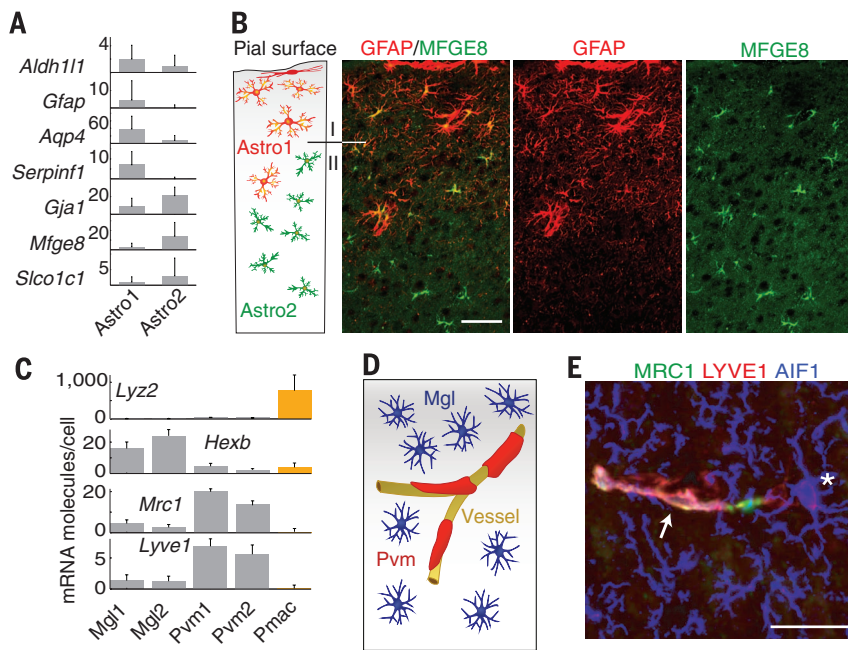 A
4
Aldh1l1
10
Gfap
60
Aqp4
10
Serpinf1
20
Gja1
20
Mfge8
5
Slco1c1
Astro1
Astro2
B
Pial surface
GFAP/MFGE8
GFAP
MFGE8
Astro1
I
II
Astro2
C
mRNA molecules/cell
1,000
Lyz2
0
20
Hexb
0
20
Mrc1
0
Lyve1
5
0
Mgl1
Mgl2
Pvm1
Pvm2
Pmac
D
Mgl
Vessel
Pvm
E
MRC1 LYVE1 AIF1
*